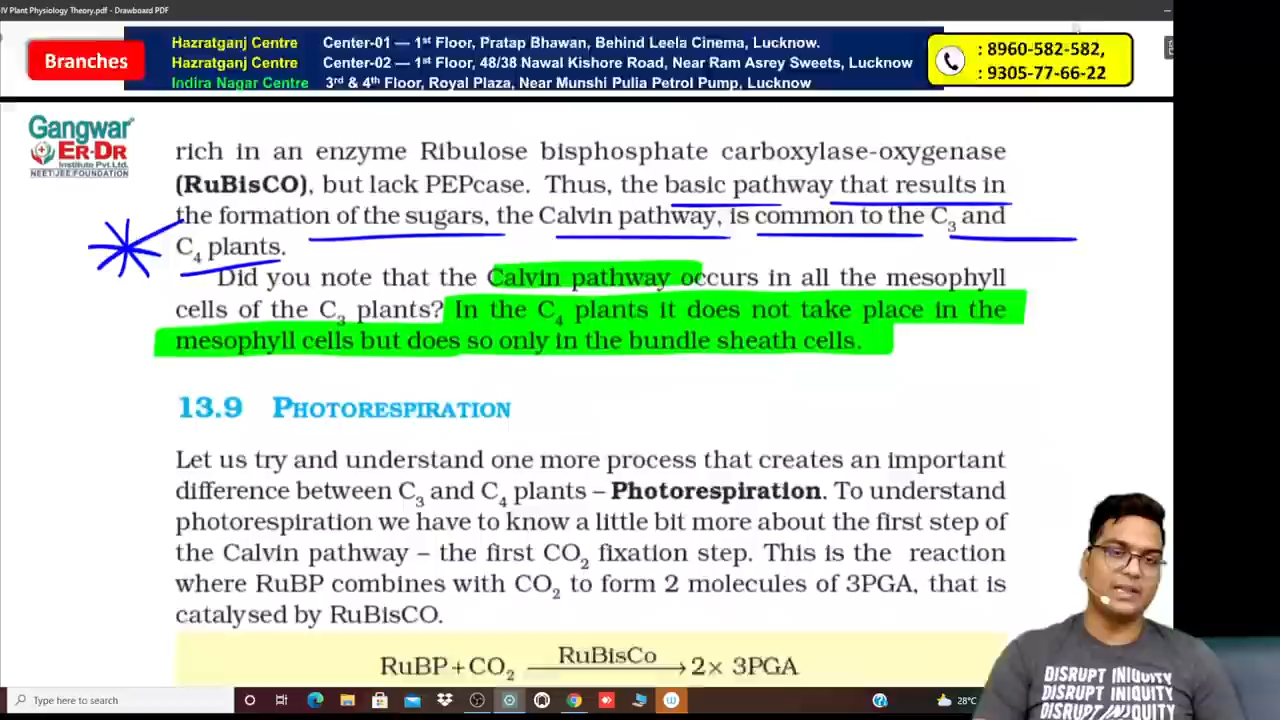 -IV Plant Physiology Theory.pdf - Drawboard PDF
Branches
Hazratganj Centre Center-01 — 1st Floor, Pratap Bhawan, Behind Leela Cinema, Lucknow.
Hazratganj Centre Center-02 — 1st Floor, 48/38 Nawal Kishore Road, Near Ram Asrey Sweets, Lucknow
Indira Nagar Centre 3rd & 4th Floor, Royal Plaza, Near Munshi Pulia Petrol Pump, Lucknow
: 8960-582-582,
: 9305-77-66-22
Gangwar
ER-DR
Institute Pvt. Ltd.
NEET-JEE FOUNDATION
rich in an enzyme Ribulose bisphosphate carboxylase-oxygenase
(RuBisCO), but lack PEPcase. Thus, the basic pathway that results in
the formation of the sugars, the Calvin pathway, is common to the C3 and
C4 plants.
Did you note that the Calvin pathway occurs in all the mesophyll
cells of the C3 plants? In the C4 plants it does not take place in the
mesophyll cells but does so only in the bundle sheath cells.
13.9 PHOTORESPIRATION
Let us try and understand one more process that creates an important
difference between C3 and C4 plants – Photorespiration. To understand
photorespiration we have to know a little bit more about the first step of
the Calvin pathway – the first CO2 fixation step. This is the reaction
where RuBP combines with CO2 to form 2 molecules of 3PGA, that is
catalysed by RuBisCO.
RuBP+CO2 RuBisCo → 2× 3PGA
DISRUPT INIQUITY
DISRUPT INIQUITY
DISRUPT INIQUITY
Type here to search
28°C